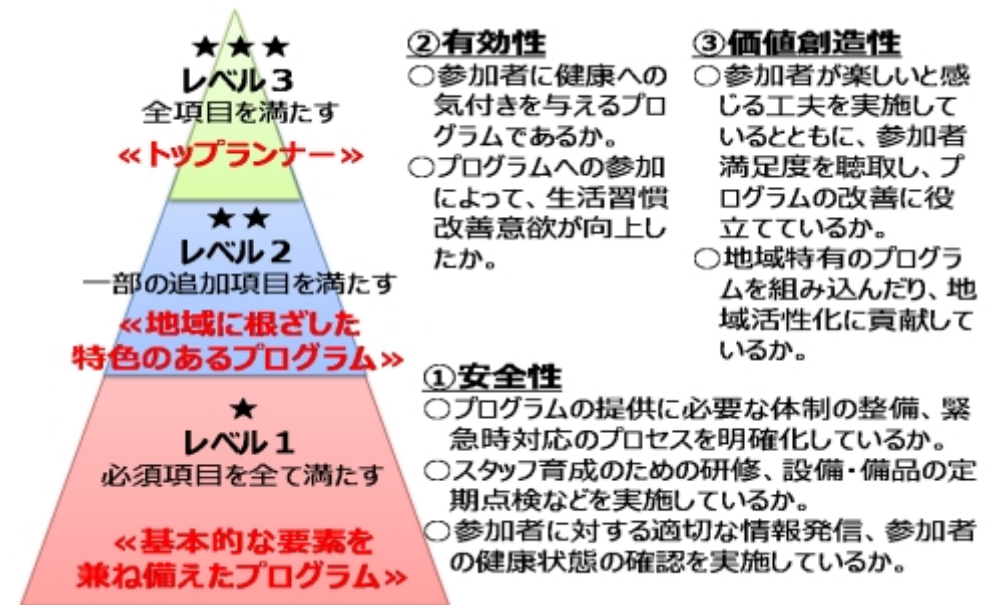 ★★★
レベル3
全項目を満たす
≪トップランナー≫
★★
レベル2
一部の追加項目を満たす
≪地域に根ざした
特色のあるプログラム≫
★
レベル1
必須項目を全て満たす
≪基本的な要素を
兼ね備えたプログラム≫
②有効性
○参加者に健康への
気付きを与えるプロ
グラムであるか。
○プログラムへの参加
によって、生活習慣
改善意欲が向上し
たか。
③価値創造性
○参加者が楽しいと感
じる工夫を実施して
いるとともに、参加者
満足度を聴取し、プ
ログラムの改善に役
立てているか。
○地域特有のプログラ
ムを組み込んだり、地
域活性化に貢献して
いるか。
①安全性
○プログラムの提供に必要な体制の整備、緊
急時対応のプロセスを明確化しているか。
○スタッフ育成のための研修、設備・備品の定
期点検などを実施しているか。
○参加者に対する適切な情報発信、参加者
の健康状態の確認を実施しているか。